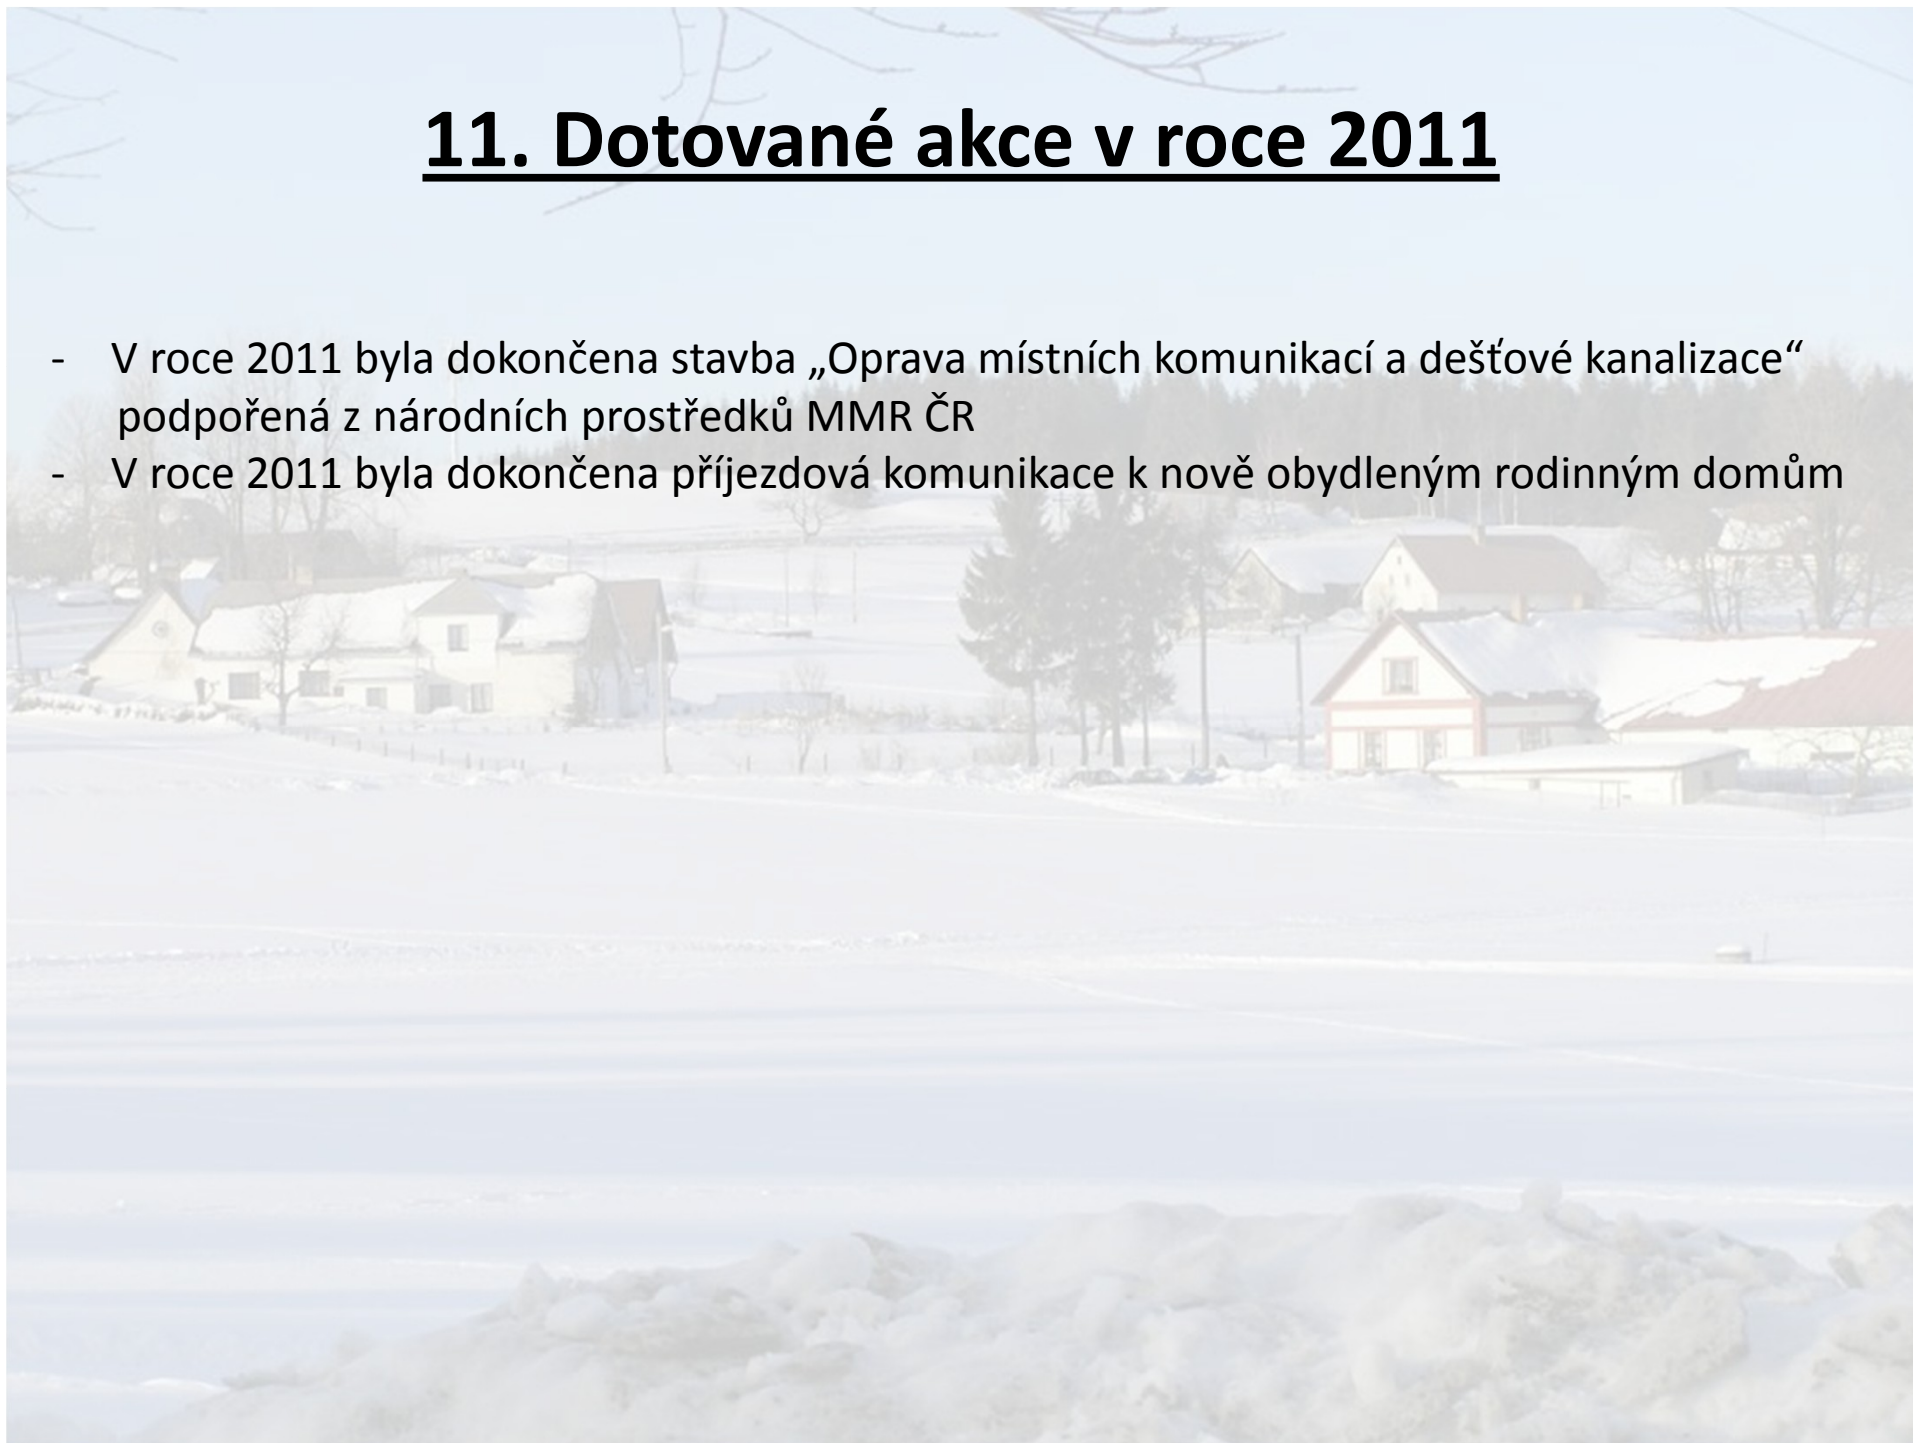 11. Dotované akce v roce 2011
- V roce 2011 byla dokončena stavba „Oprava místních komunikací a dešťové kanalizace“
podpořená z národních prostředků MMR ČR
- V roce 2011 byla dokončena příjezdová komunikace k nově obydleným rodinným domům